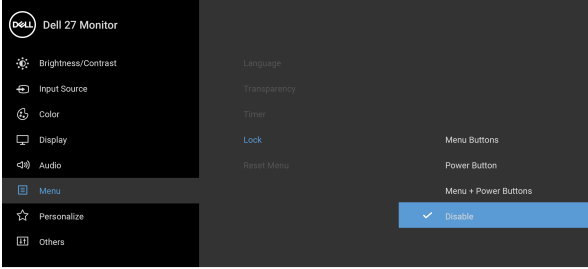 DELL
Dell 27 Monitor
Brightness/Contrast
Input Source
Color
Display
Audio
Menu
Personalize
Others
Language
Transparency
Timer
Lock
Reset Menu
Menu Buttons
Power Button
Menu + Power Buttons
Disable